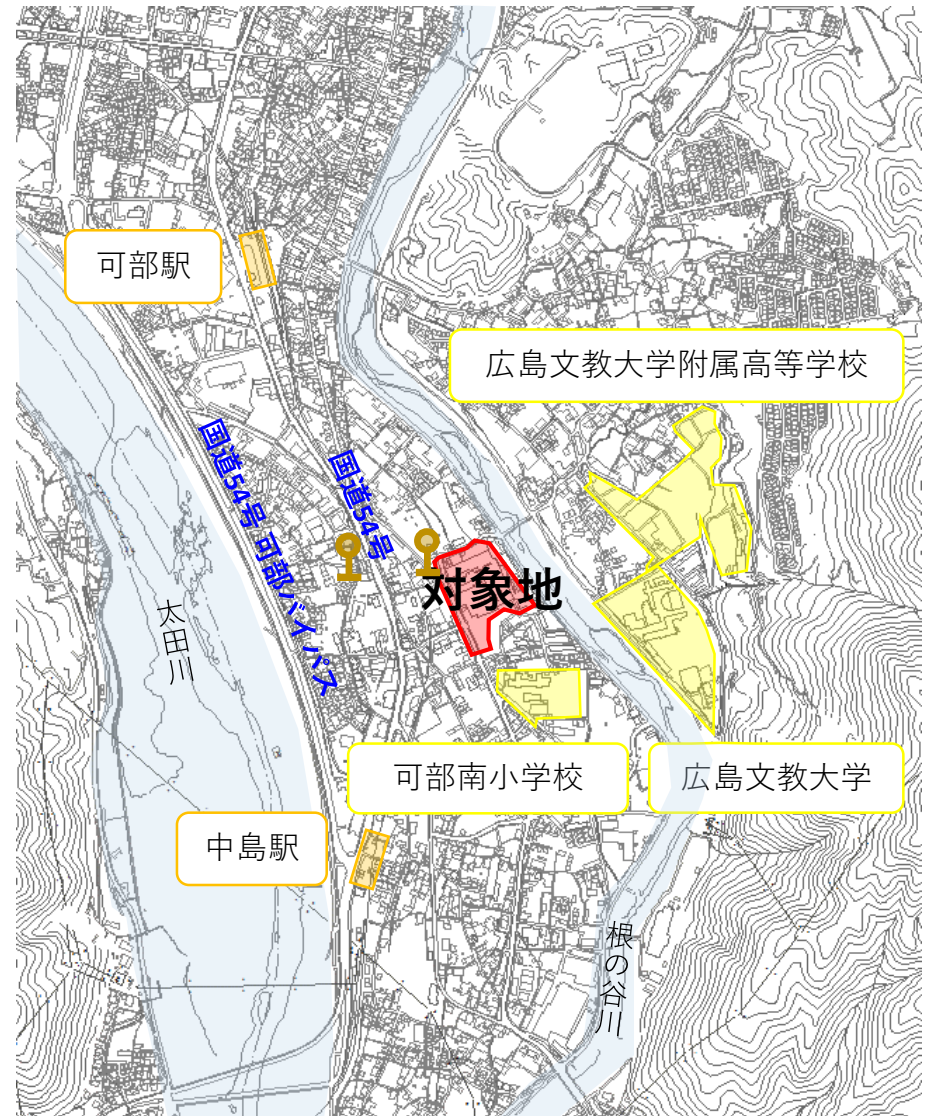 可部駅
広島文教大学附属高等学校
国道54号 可部バイパス
国道54号
対象地
太田川
可部南小学校
広島文教大学
中島駅
根の谷川